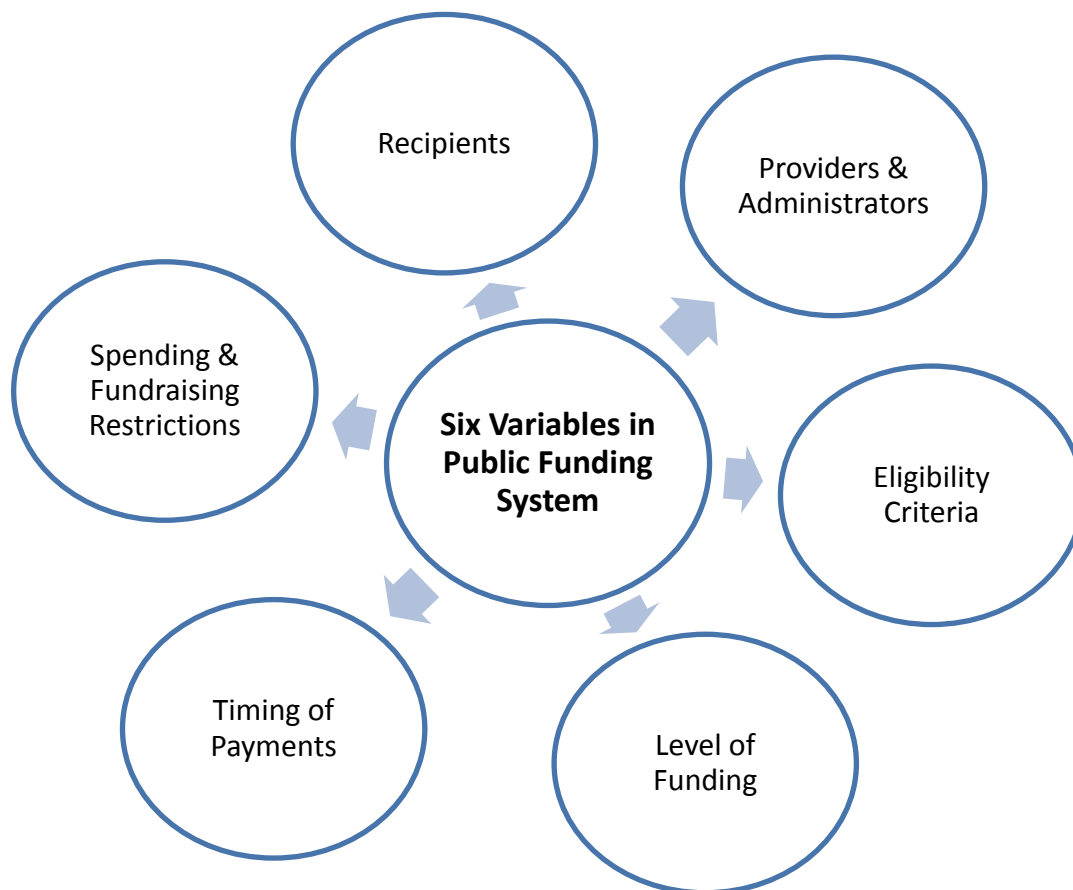 Recipients
Providers &
Administrators
Spending &
Fundraising
Restrictions
Six Variables in
Public Funding
System
Eligibility
Criteria
Timing of
Payments
Level of
Funding